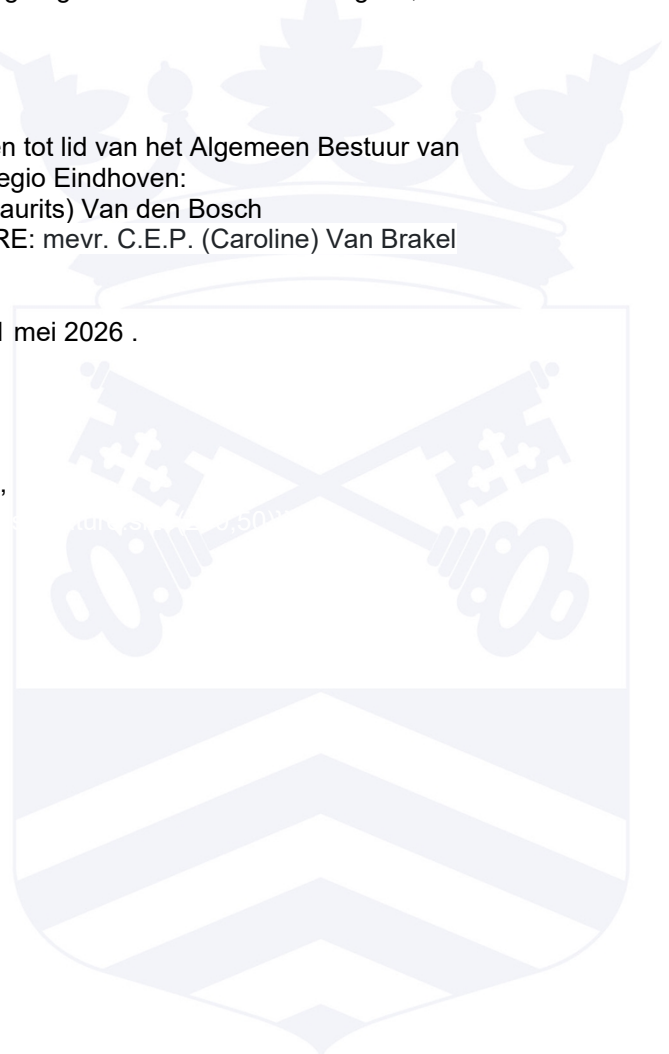 en tot lid van het Algemeen Bestuur van
egio Eindhoven:
aurits) Van den Bosch
RE: mevr. C.E.P. (Caroline) Van Brakel
mei 2026 .
,